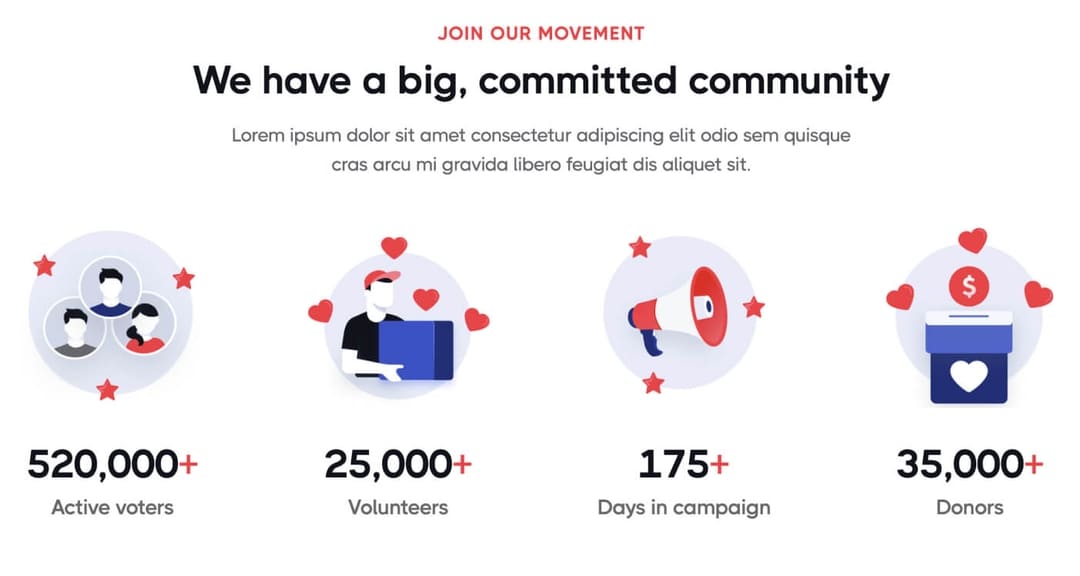 JOIN OUR MOVEMENT
We have a big, committed community
Lorem ipsum dolor sit amet consectetur adipiscing elit odio sem quisque
cras arcu mi gravida libero feugiat dis aliquet sit.
$
520,000+
Active voters
25,000+
Volunteers
175+
Days in campaign
35,000+
Donors